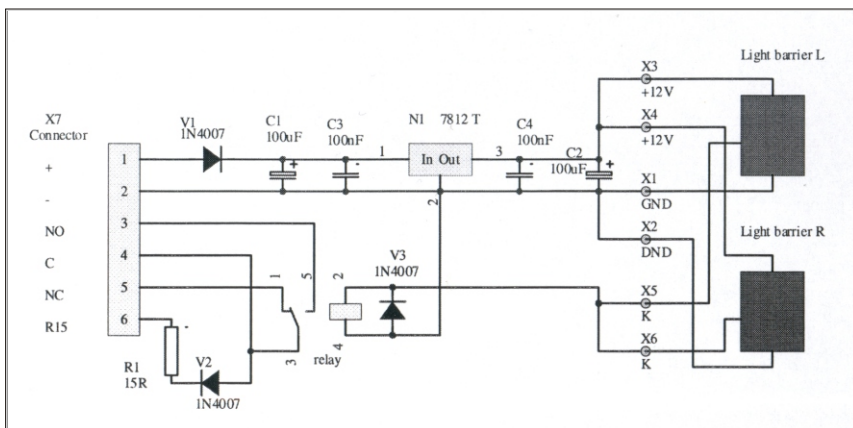 X7
Connector
+
-
NO
C
NC
R15
1
2
3
4
5
6
V1
1N4007
C1
100uF
+
C3
100nF
-
N1 7812 T
1
In Out
3
2
C4
100nF
-
C2
100uF
+
X3
+12V
X4
+12V
X1
GND
X2
DND
X5
K
X6
K
Light barrier L
Light barrier R
R1
15R
-
V2
1N4007
1
5
3
relay
2
4
V3
1N4007